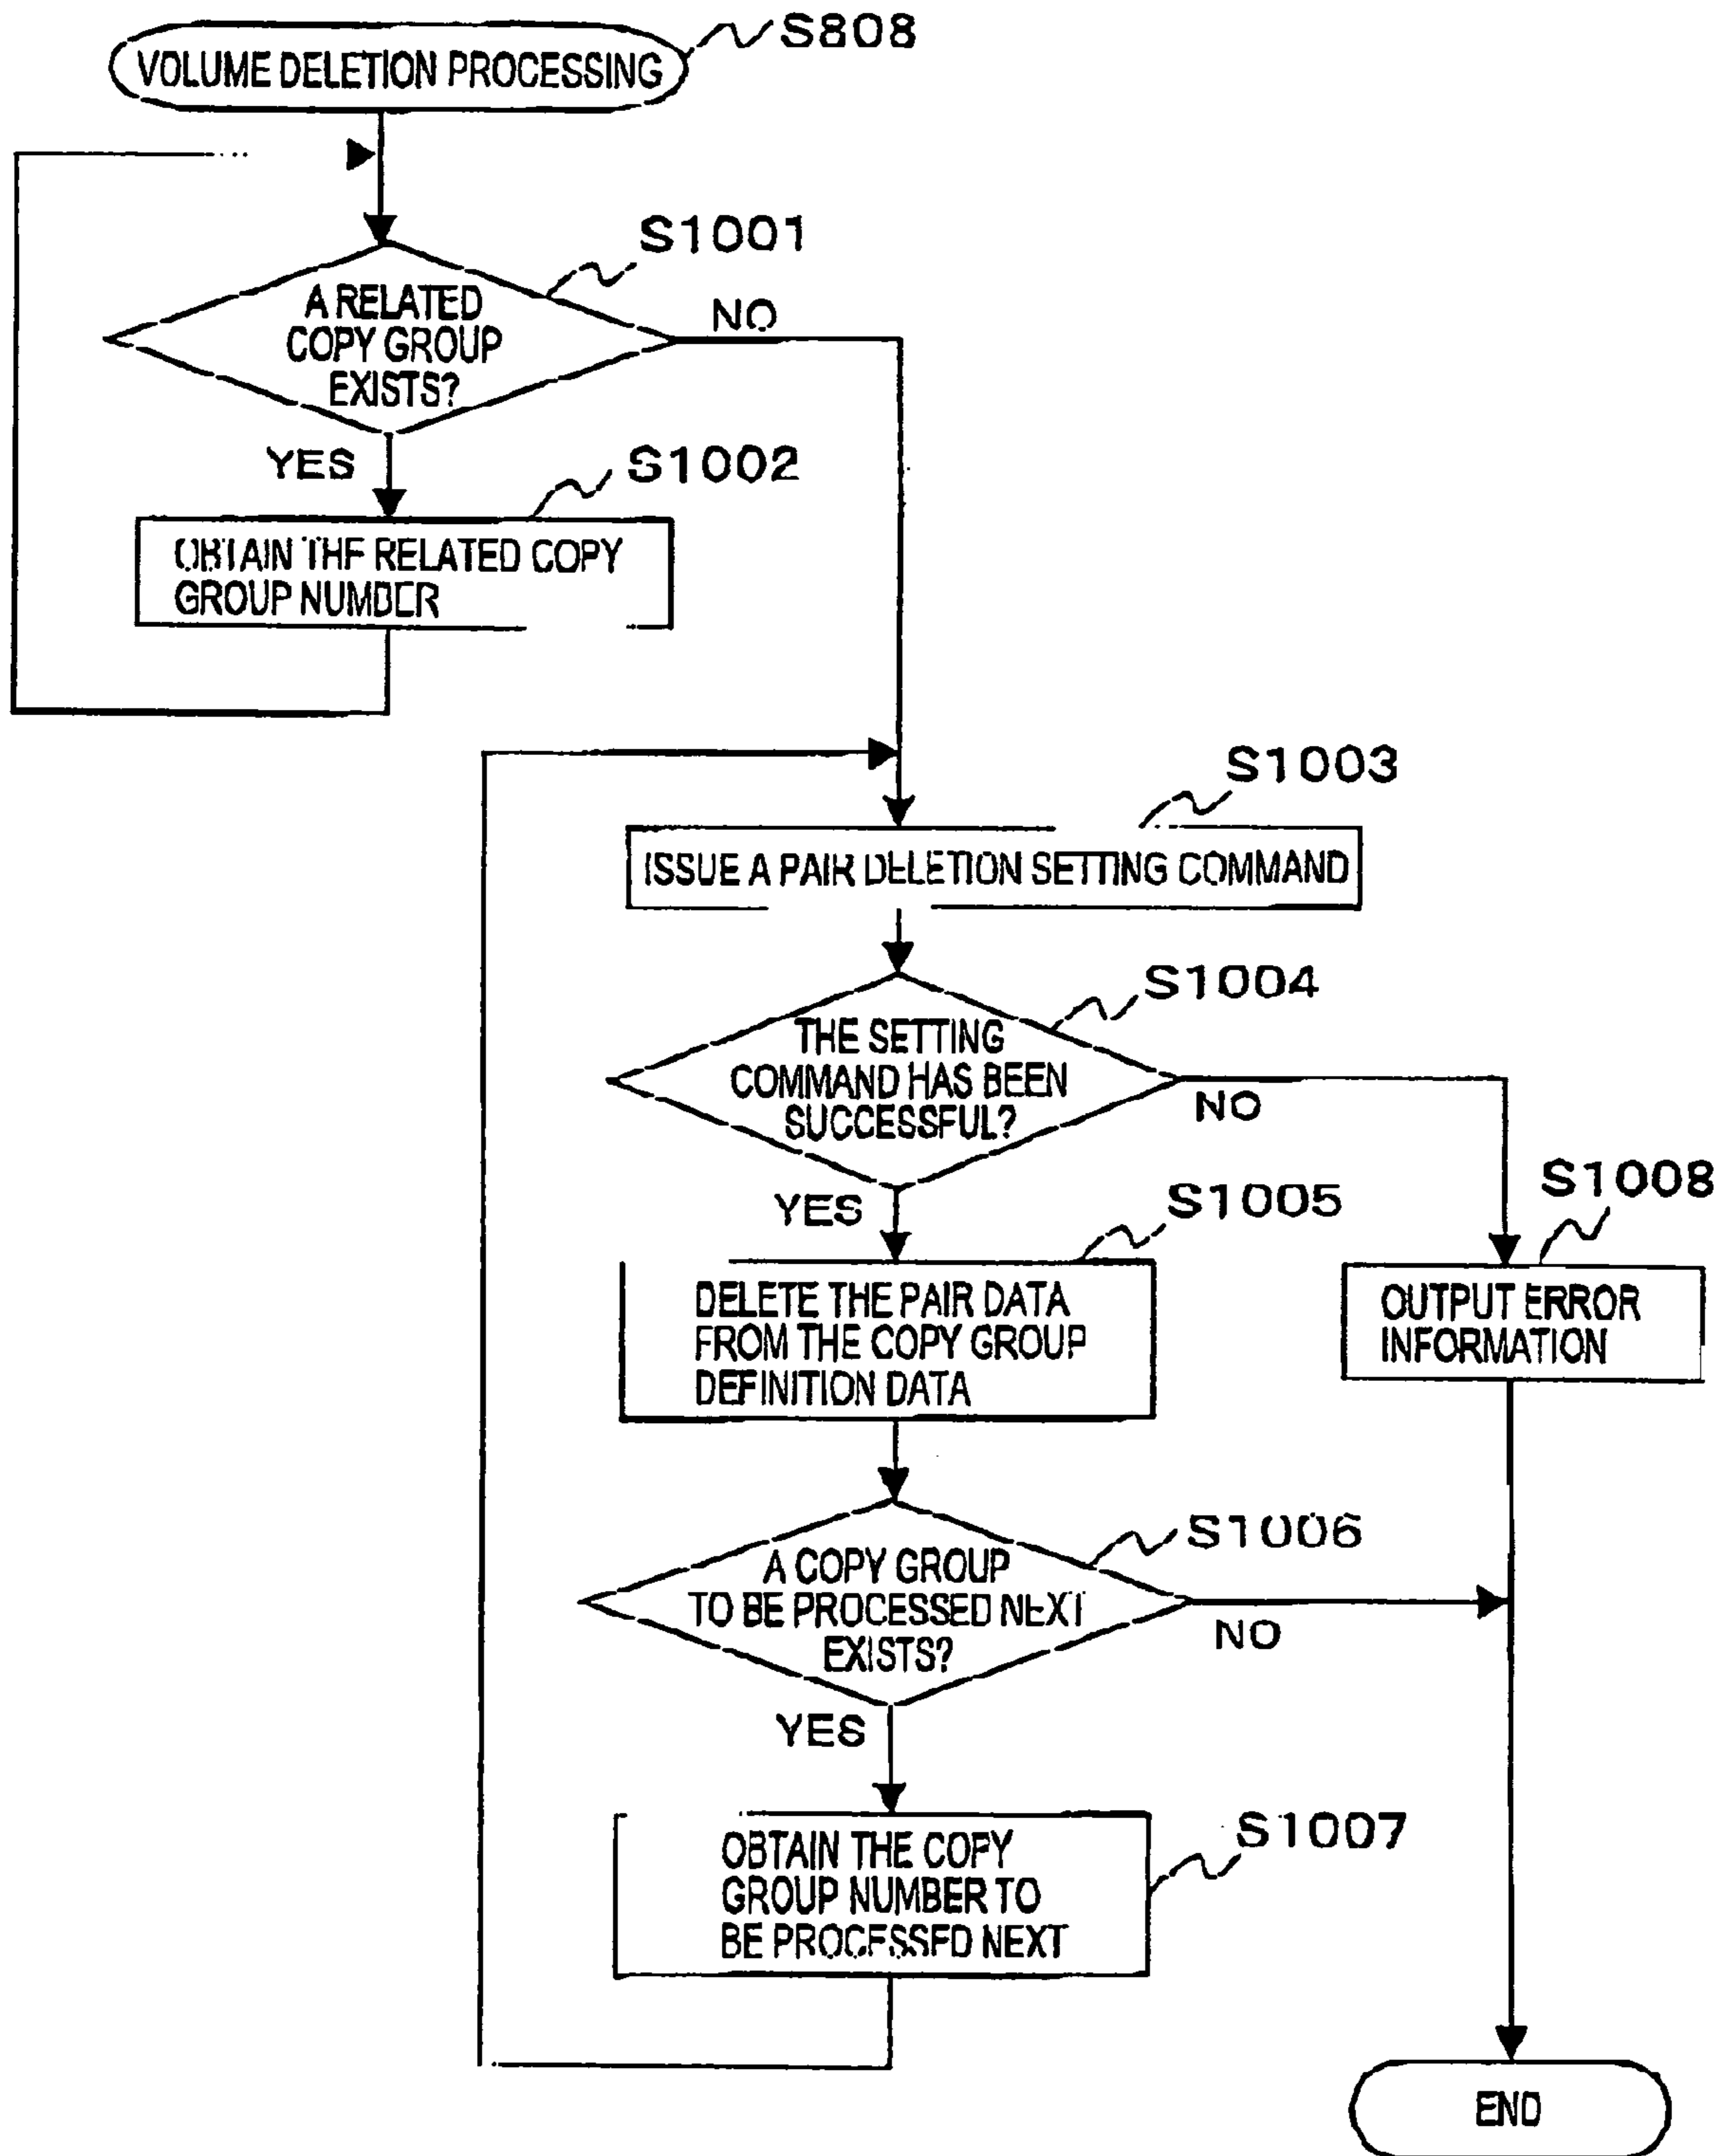 S808
VOLUME DELETION PROCESSING
S1001
A RELATED
COPY GROUP
EXISTS?
NO
YES
S1002
OBTAIN THE RELATED COPY
GROUP NUMBER
S1003
ISSUE A PAIR DELETION SETTING COMMAND
S1004
THE SETTING
COMMAND HAS BEEN
SUCCESSFUL?
NO
YES
S1005
DELETE THE PAIR DATA
FROM THE COPY GROUP
DEFINITION DATA
S1008
OUTPUT ERROR
INFORMATION
S1006
A COPY GROUP
TO BE PROCESSED NEXT
EXISTS?
NO
YES
S1007
OBTAIN THE COPY
GROUP NUMBER TO
BE PROCESSED NEXT
END